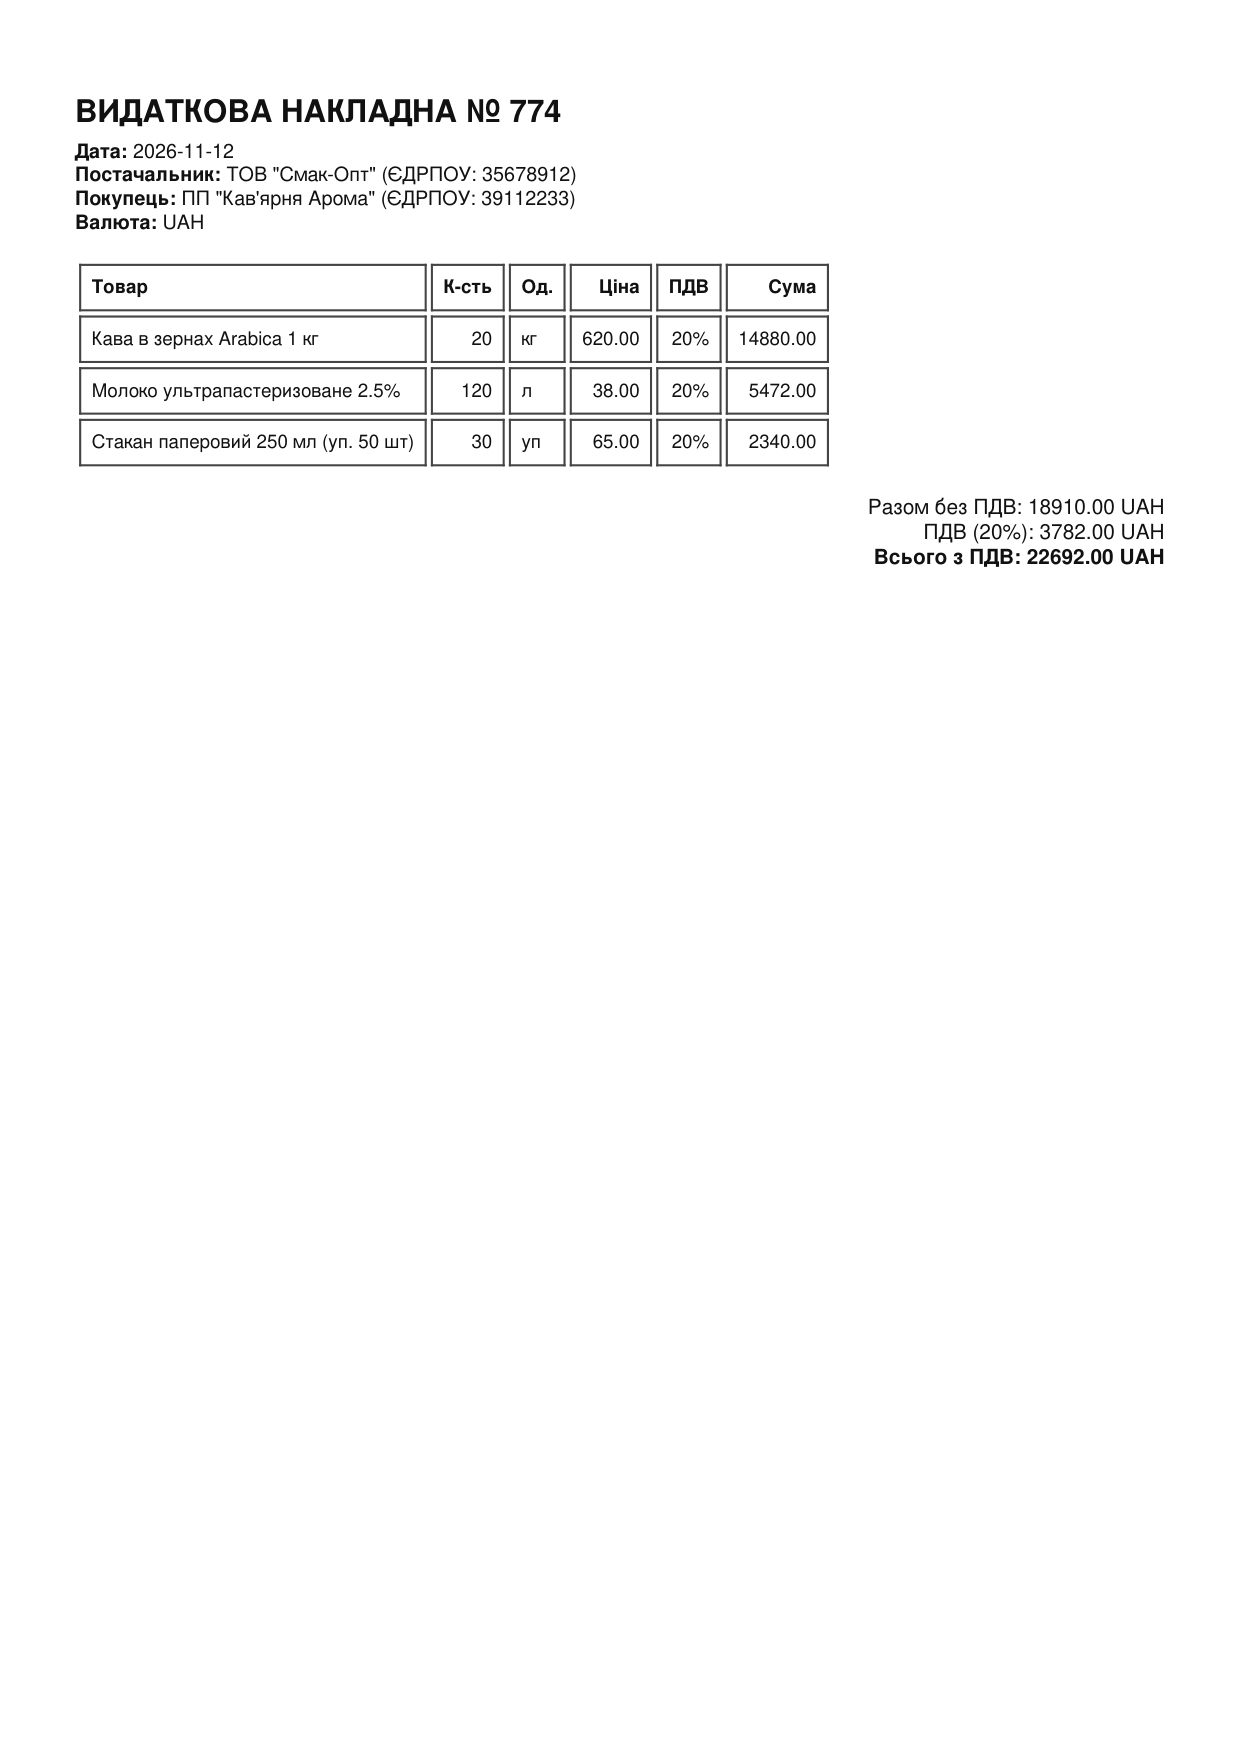 ВИДАТКОВА НАКЛАДНА № 774
Дата: 2026-11-12
Постачальник: ТОВ "Смак-Опт" (ЄДРПОУ: 35678912)
Покупець: ПП "Кав'ярня Арома" (ЄДРПОУ: 39112233)
Валюта: UAH
Товар К-сть Од. Ціна ПДВ Сума
Кава в зернах Arabica 1 кг 20 кг 620.00 20% 14880.00
Молоко ультрапастеризоване 2.5% 120 л 38.00 20% 5472.00
Стакан паперовий 250 мл (уп. 50 шт) 30 уп 65.00 20% 2340.00
Разом без ПДВ: 18910.00 UAH
ПДВ (20%): 3782.00 UAH
Всього з ПДВ: 22692.00 UAH